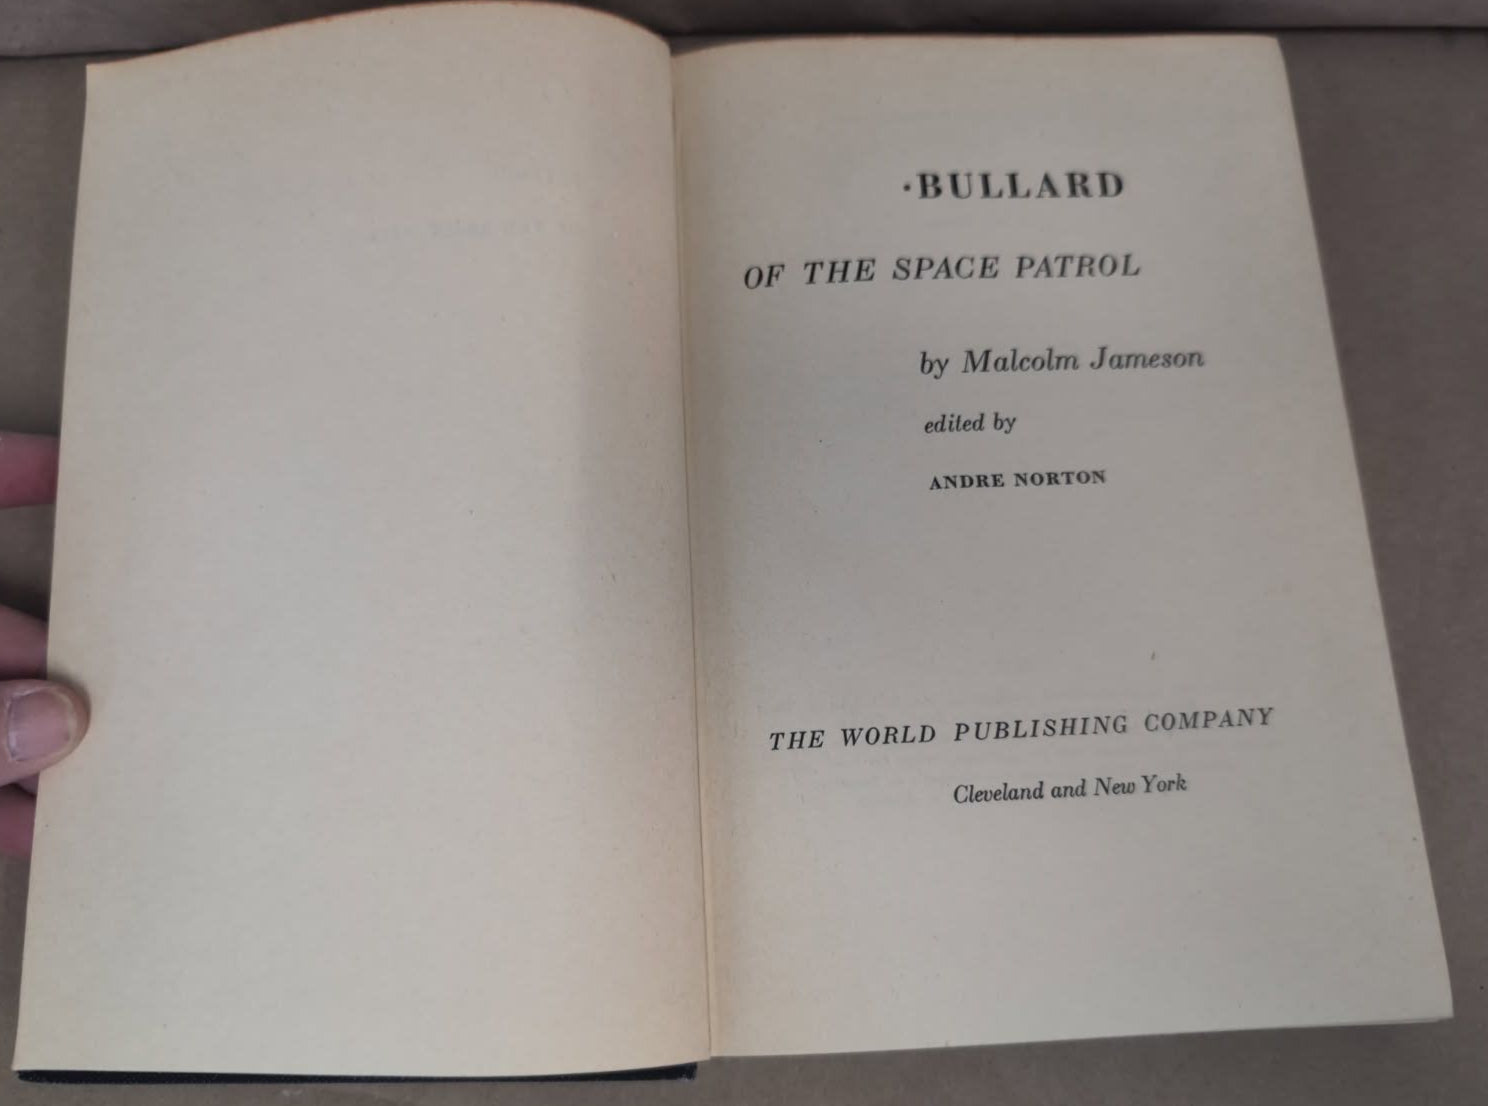 ·BULLARD
OF THE SPACE PATROL
by Malcolm Jameson
edited by
ANDRE NORTON
THE WORLD PUBLISHING COMPANY
Cleveland and New York